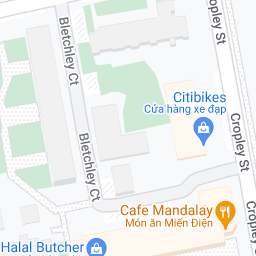 Bletchley Ct
Cropley St
Citibikes
Cửa hàng xe đạp
Bletchley Ct
Cropley St
Cafe Mandalay
Món ăn Miến Điện
Halal Butcher